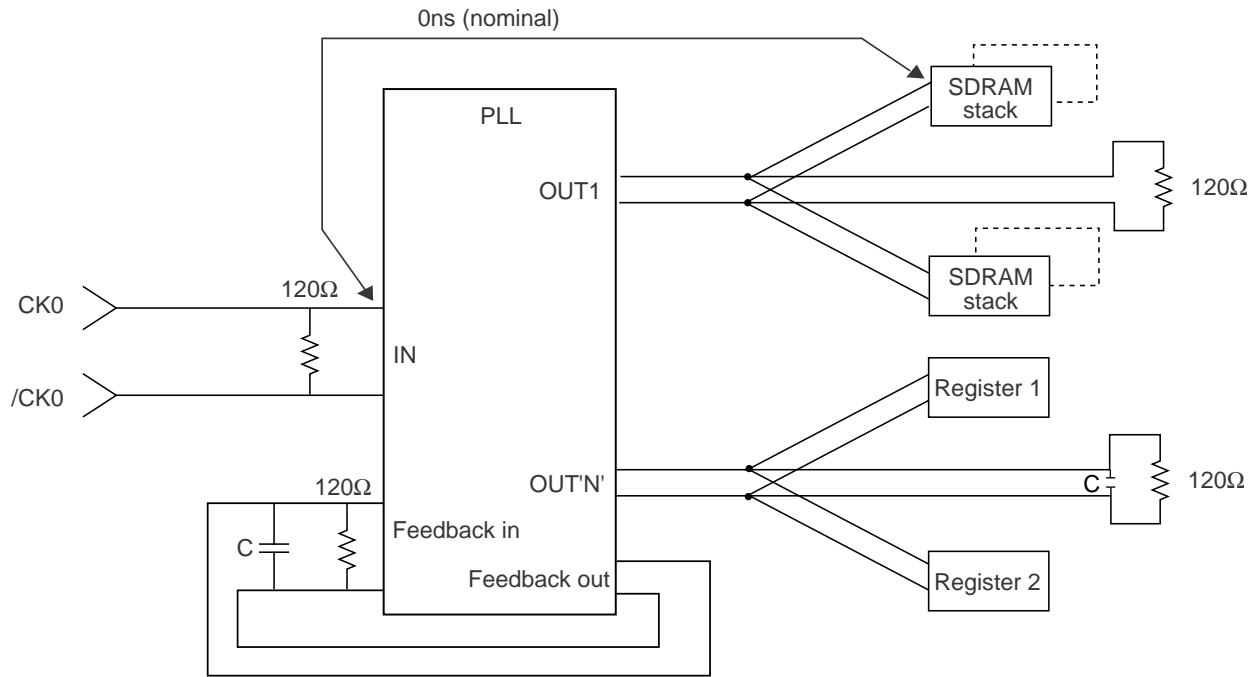 0ns (nominal)
PLL
SDRAM
stack
OUT1
120Ω
SDRAM
stack
120Ω
CK0
IN
/CK0
Register 1
120Ω
OUT'N'
C
120Ω
Feedback in
C
Feedback out
Register 2